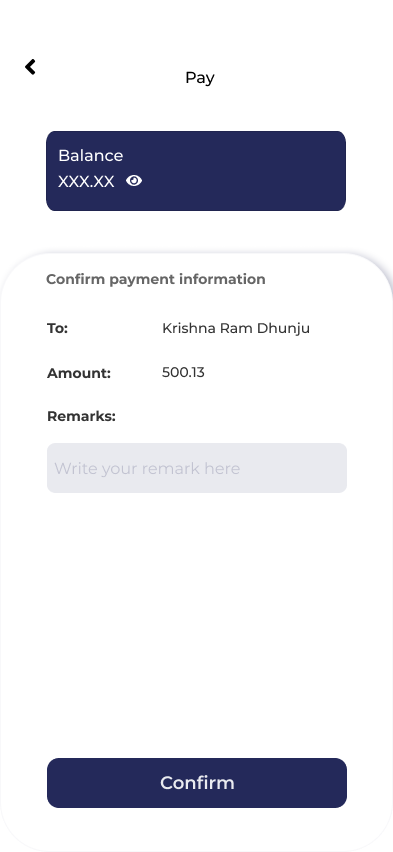 Pay
Balance
XXX.XX
Confirm payment information
To: Krishna Ram Dhunju
Amount: 500.13
Remarks:
Write your remark here
Confirm